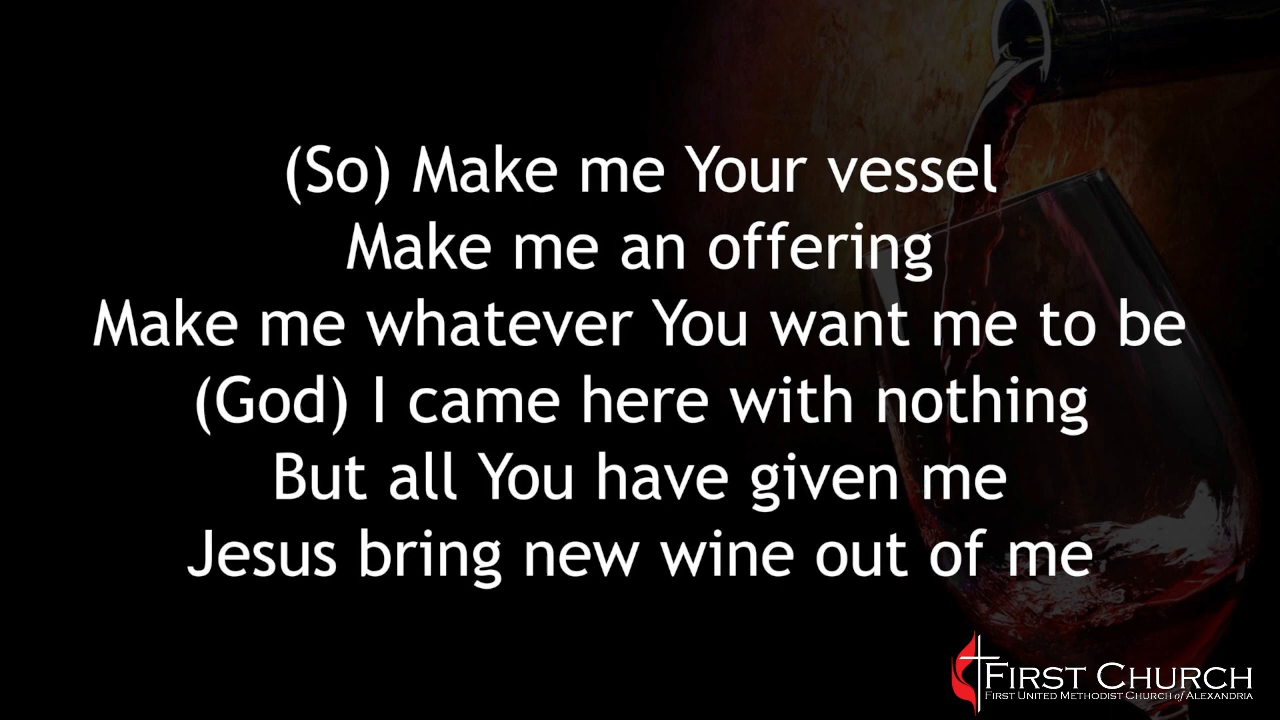 (So) Make me Your vessel
Make me an offering
Make me whatever You want me to be
(God) I came here with nothing
But all You have given me
Jesus bring new wine out of me
FIRST CHURCH
FIRST UNITED METHODIST CHURCH of ALEXANDRIA